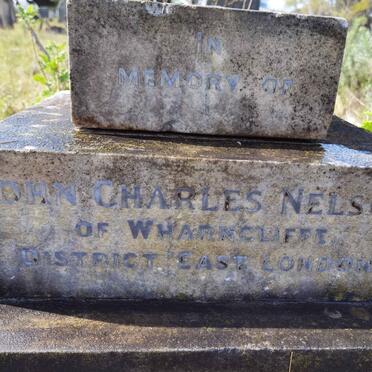 IN
MEMORY OF
OHN CHARLES NELS
OF WHARNCLIFFE,
DISTRICT EAST LONDON